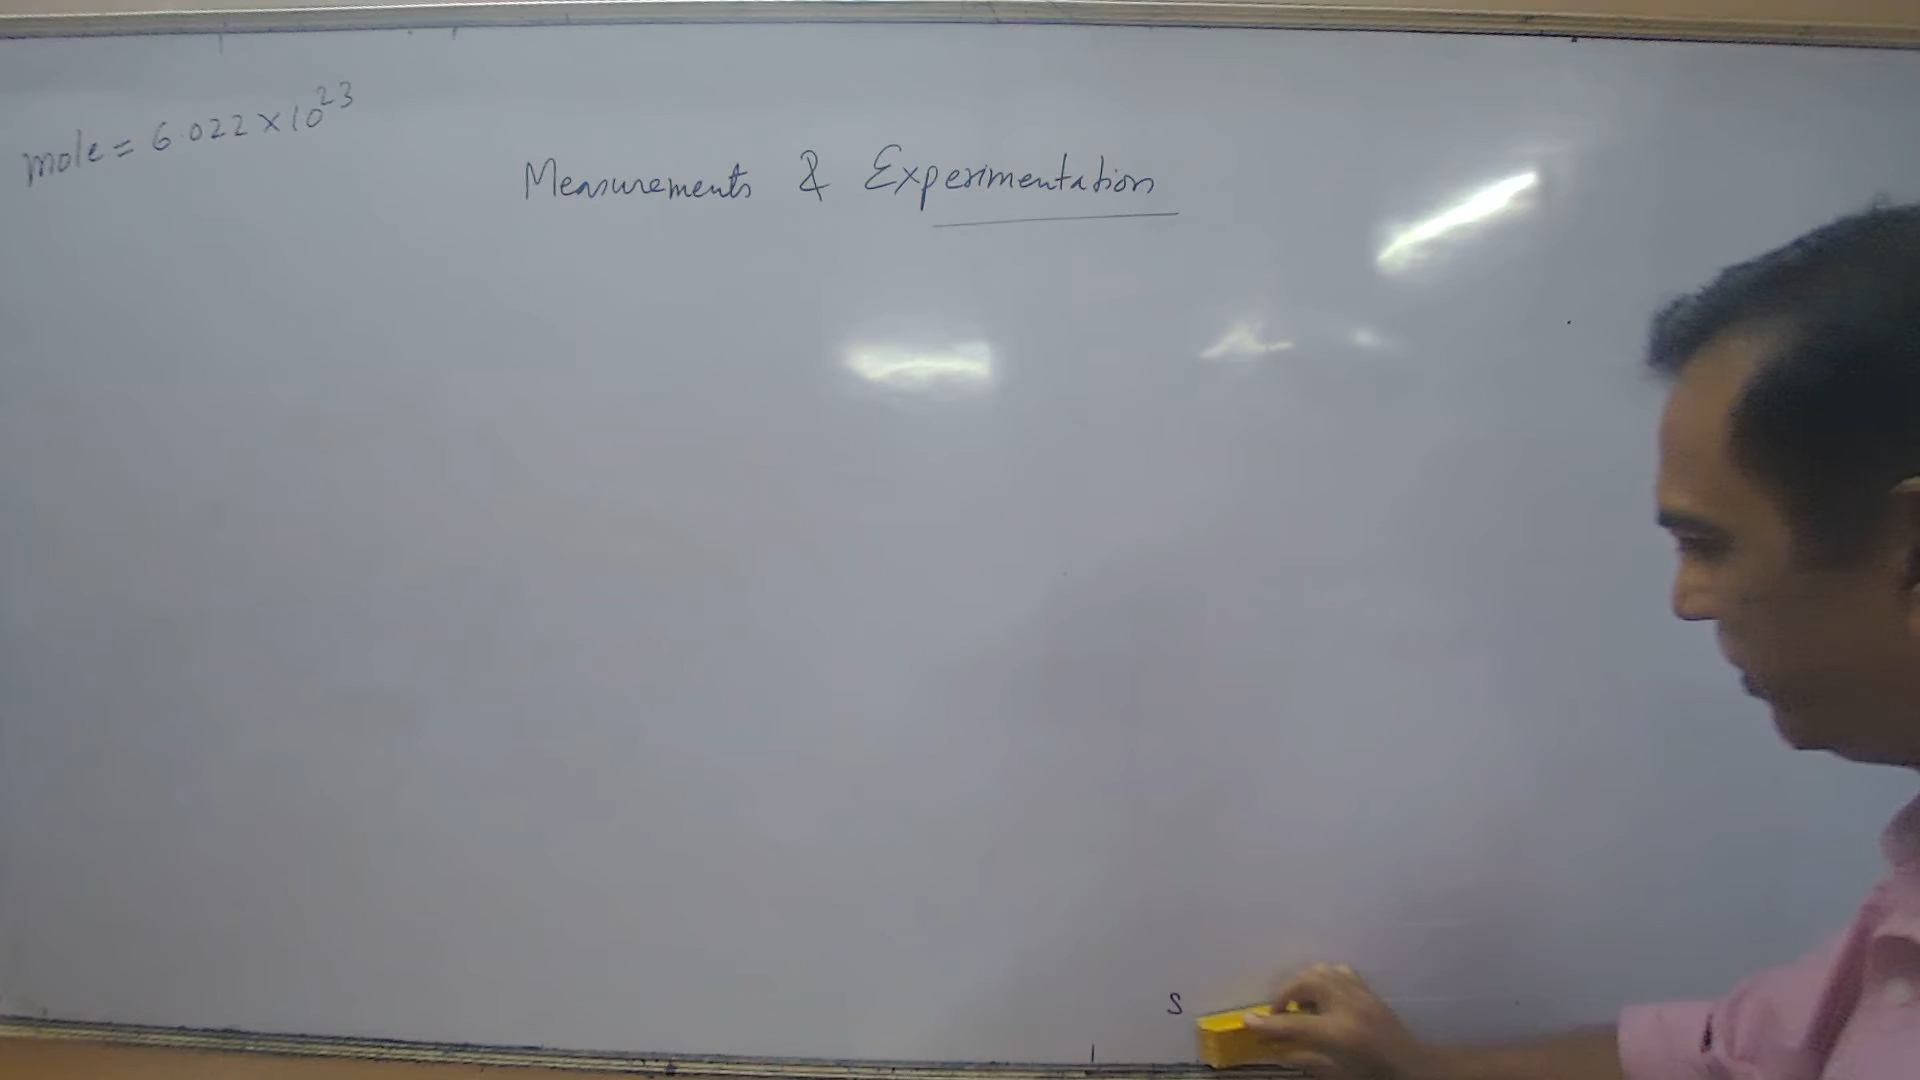 mole = 6.022 × 10²³
Measurements & Experimentation
S